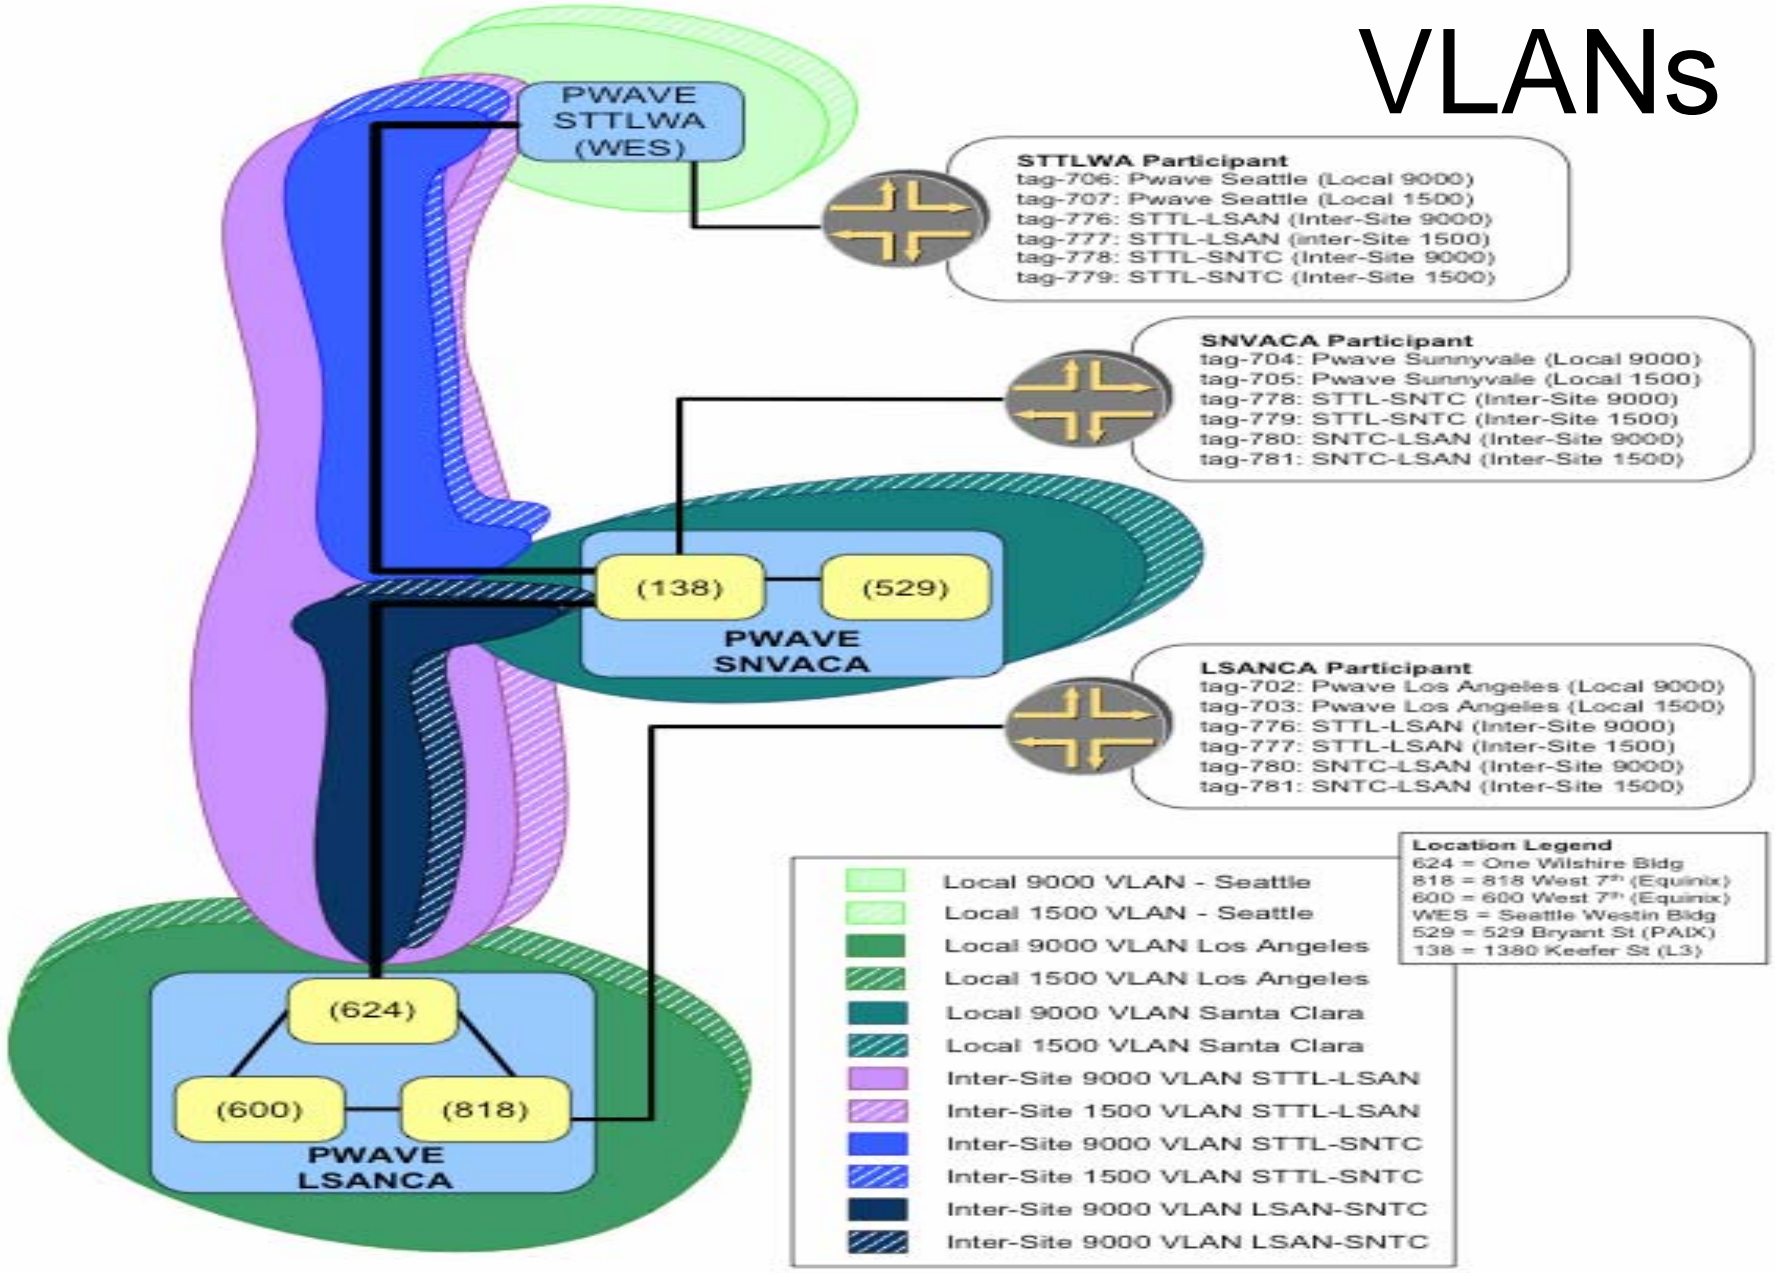 VLANs
PWAVE
STTLWA
(WES)
STTLWA Participant
tag-706: Pwave Seattle (Local 9000)
tag-707: Pwave Seattle (Local 1500)
tag-776: STTL-LSAN (Inter-Site 9000)
tag-777: STTL-LSAN (inter-Site 1500)
tag-778: STTL-SNTC (Inter-Site 9000)
tag-779: STTL-SNTC (Inter-Site 1500)
SNVACA Participant
tag-704: Pwave Sunnyvale (Local 9000)
tag-705: Pwave Sunnyvale (Local 1500)
tag-778: STTL-SNTC (Inter-Site 9000)
tag-779: STTL-SNTC (Inter-Site 1500)
tag-780: SNTC-LSAN (Inter-Site 9000)
tag-781: SNTC-LSAN (Inter-Site 1500)
(138)
(529)
PWAVE
SNVACA
LSANCA Participant
tag-702: Pwave Los Angeles (Local 9000)
tag-703: Pwave Los Angeles (Local 1500)
tag-776: STTL-LSAN (Inter-Site 9000)
tag-777: STTL-LSAN (Inter-Site 1500)
tag-780: SNTC-LSAN (Inter-Site 9000)
tag-781: SNTC-LSAN (Inter-Site 1500)
(624)
(600)
(818)
PWAVE
LSANCA
Location Legend
624 = One Wilshire Bldg
818 = 818 West 7th (Equinix)
600 = 600 West 7th (Equinix)
WES = Seattle Westin Bldg
529 = 529 Bryant St (PAIX)
138 = 1380 Keefer St (L3)
Local 9000 VLAN - Seattle
Local 1500 VLAN - Seattle
Local 9000 VLAN Los Angeles
Local 1500 VLAN Los Angeles
Local 9000 VLAN Santa Clara
Local 1500 VLAN Santa Clara
Inter-Site 9000 VLAN STTL-LSAN
Inter-Site 1500 VLAN STTL-LSAN
Inter-Site 9000 VLAN STTL-SNTC
Inter-Site 1500 VLAN STTL-SNTC
Inter-Site 9000 VLAN LSAN-SNTC
Inter-Site 9000 VLAN LSAN-SNTC